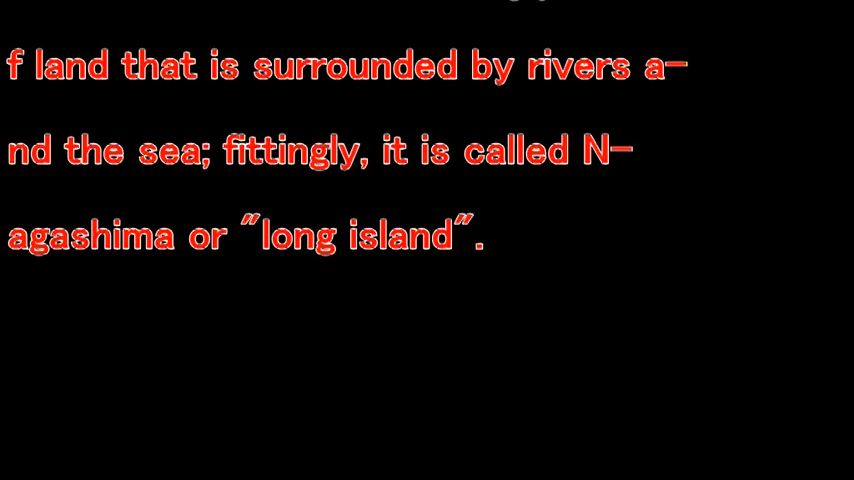 f land that is surrounded by rivers a-
nd the sea; fittingly, it is called N-
agashima or "long island".